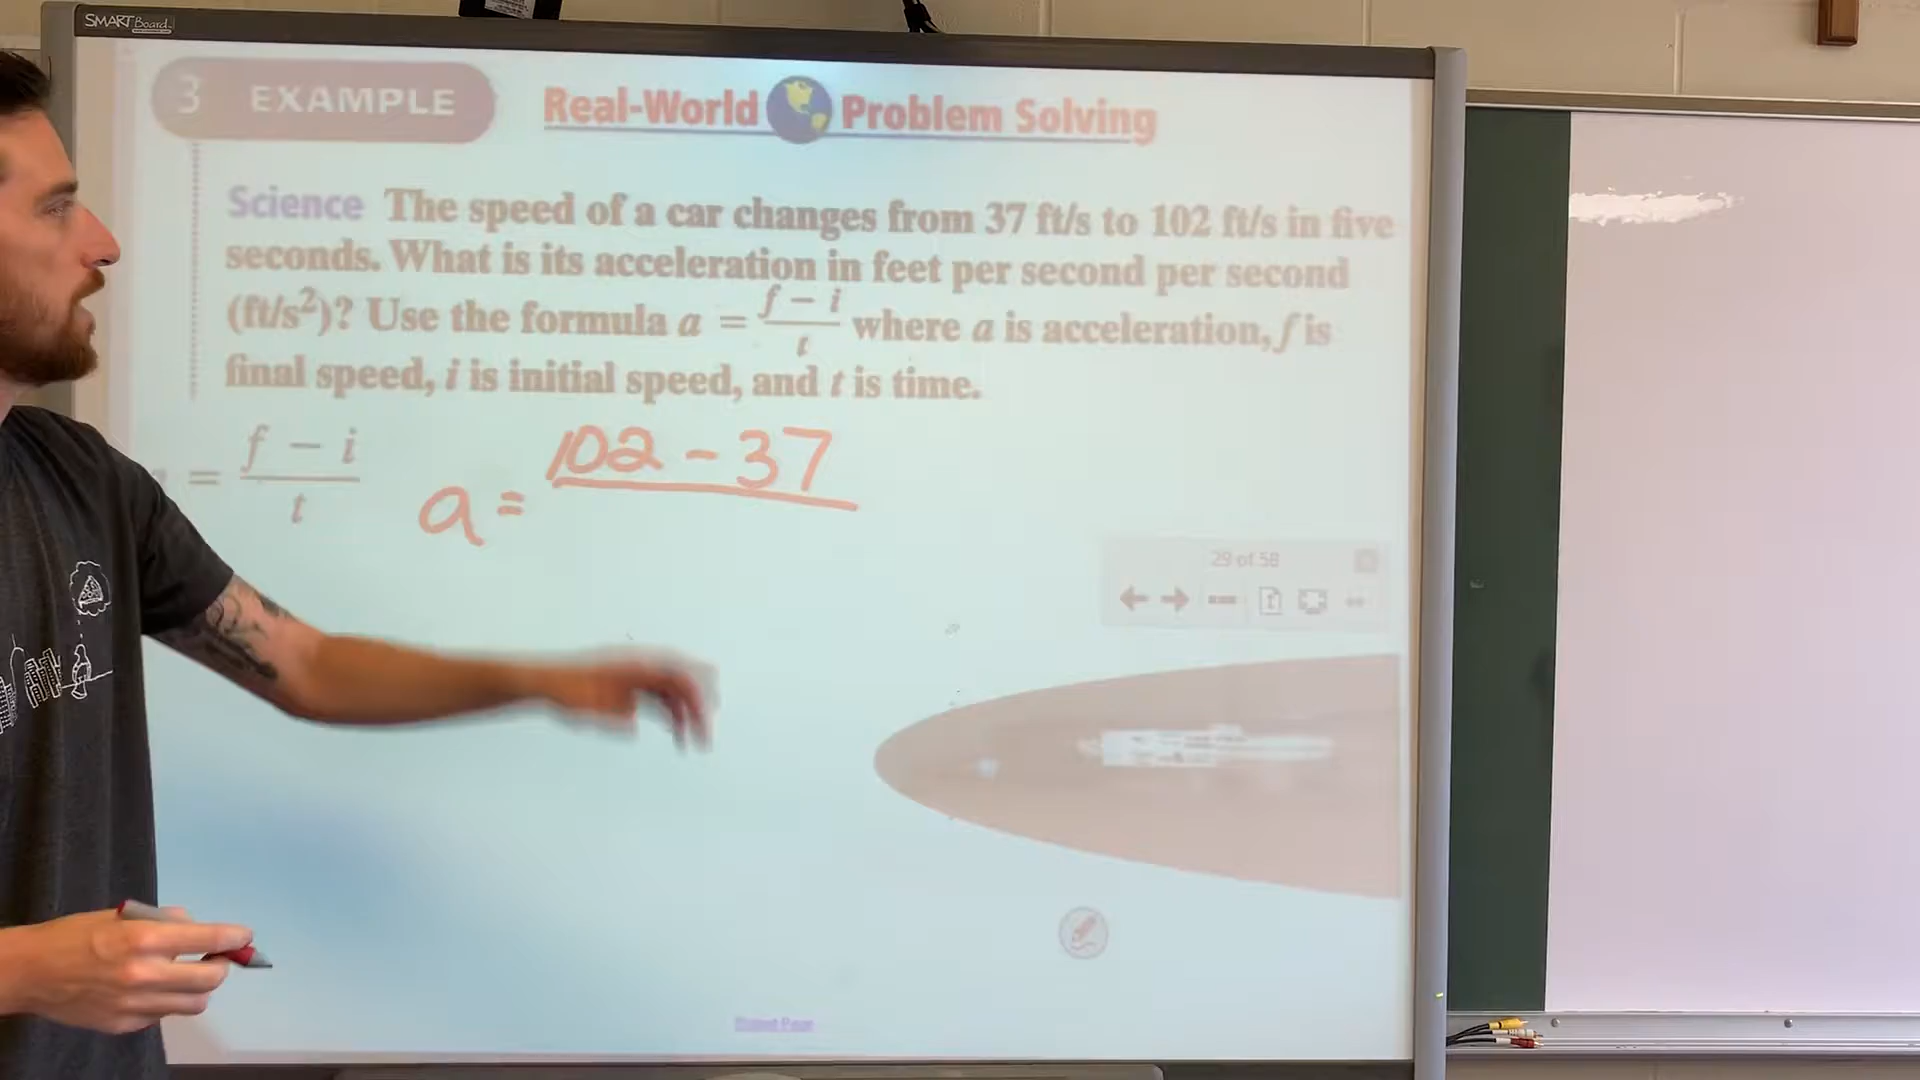 SMART Board
3 EXAMPLE Real-World Problem Solving
Science The speed of a car changes from 37 ft/s to 102 ft/s in five
seconds. What is its acceleration in feet per second per second
(ft/s²)? Use the formula a = f − i / t where a is acceleration, f is
final speed, i is initial speed, and t is time.
= f − i / t
a = 102 - 37
29 of 58